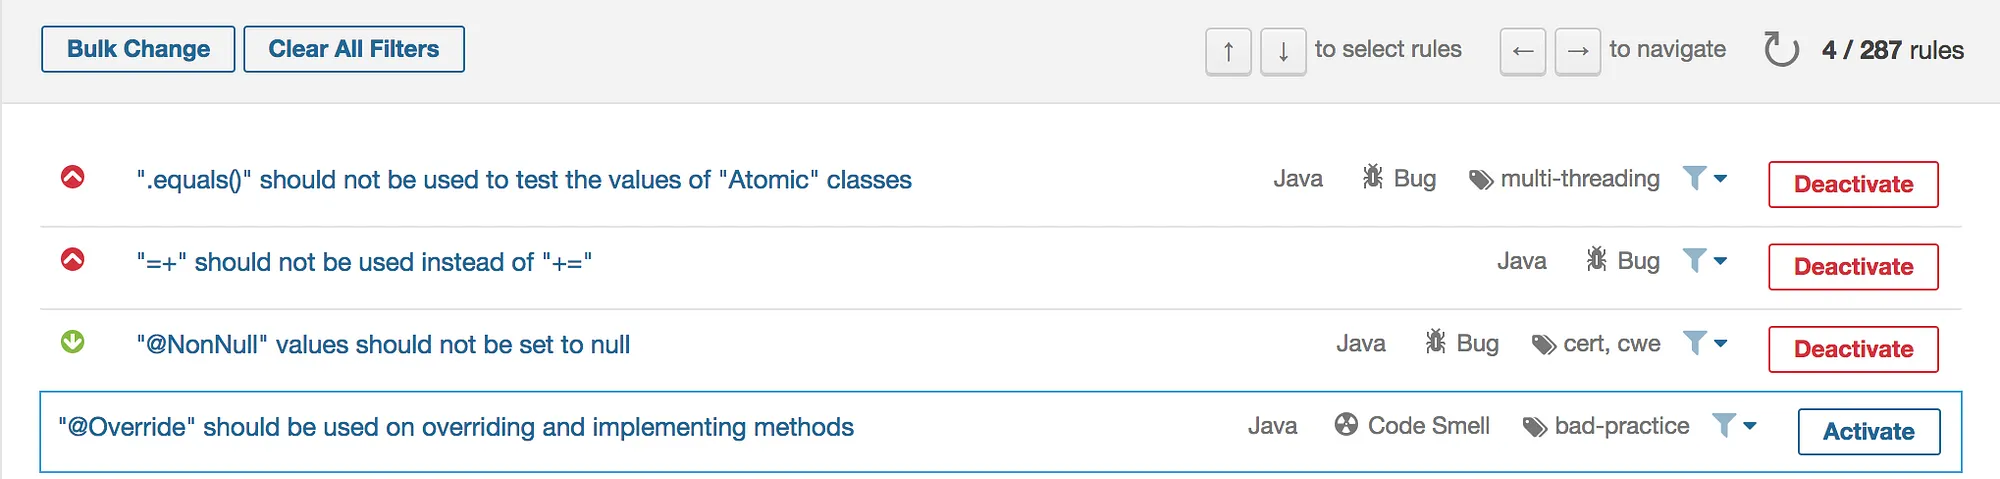 Bulk Change Clear All Filters ↑ ↓ to select rules ← → to navigate 4 / 287 rules
".equals()" should not be used to test the values of "Atomic" classes Java Bug multi-threading Deactivate
"=+" should not be used instead of "+=" Java Bug Deactivate
"@NonNull" values should not be set to null Java Bug cert, cwe Deactivate
"@Override" should be used on overriding and implementing methods Java Code Smell bad-practice Activate